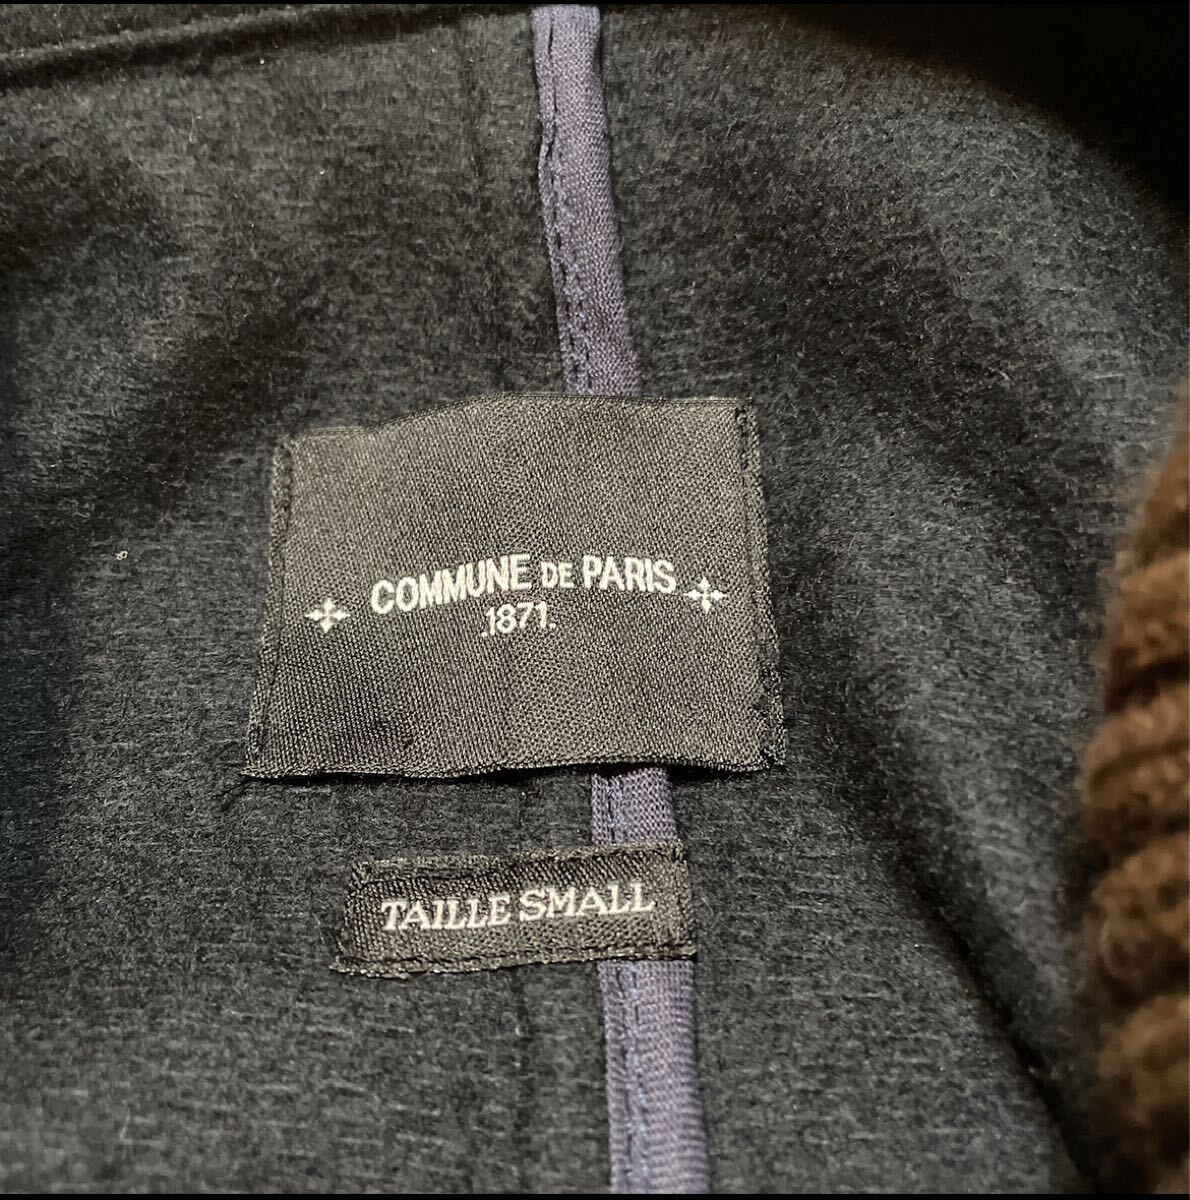 COMMUNE DE PARIS
.1871.
TAILLE SMALL